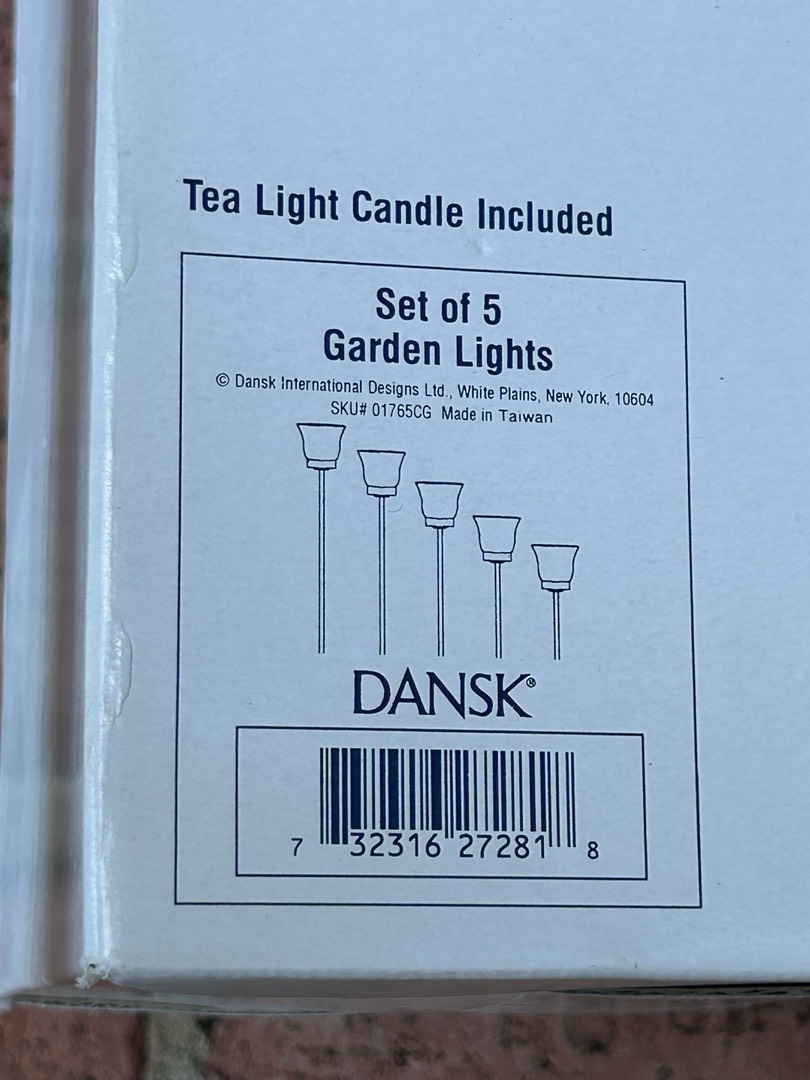 Tea Light Candle Included
Set of 5
Garden Lights
© Dansk International Designs Ltd., White Plains, New York, 10604
SKU# 01765CG Made in Taiwan
DANSK®
7 32316 27281 8